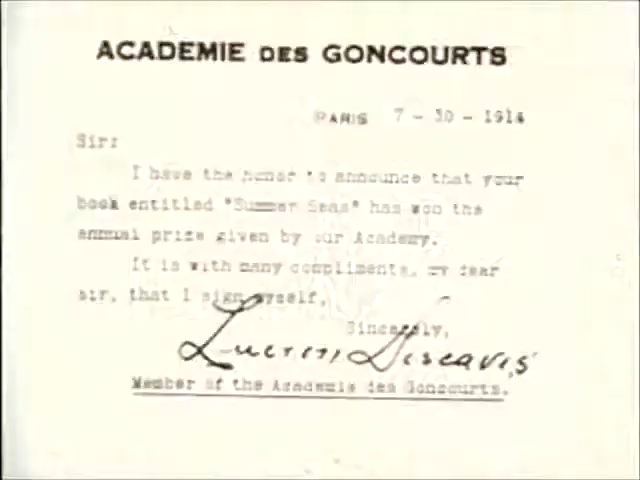 ACADEMIE DES GONCOURTS
PARIS 7 - 30 - 1914
Sir:
I have the honor to announce that your
book entitled "Summer Seas" has won the
annual prize given by our Academy.
It is with many compliments, my dear
sir, that I sign myself,
Sincerely,
Lucien Descaves
Member of the Academie des Goncourts.